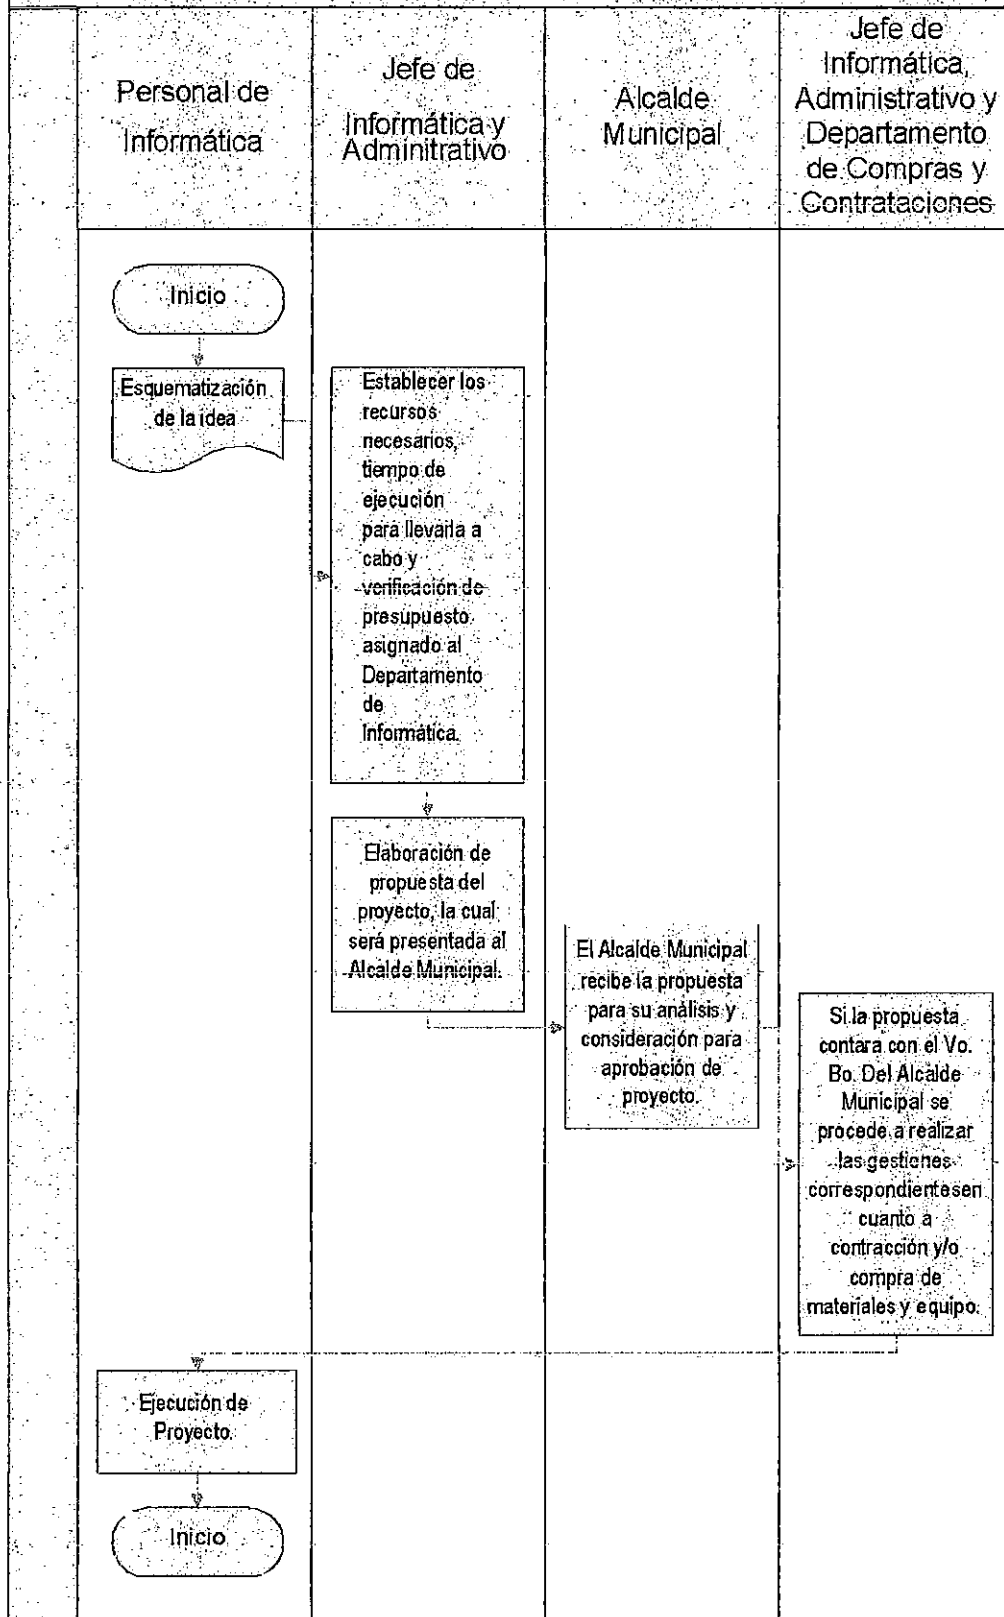 Personal de
Informática
Jefe de
Informática y
Adminitrativo
Alcalde
Municipal
Jefe de
Informática,
Administrativo y
Departamento
de Compras y
Contrataciones
Inicio
Esquematización
de la idea
Establecer los
recursos
necesarios,
tiempo de
ejecución
para llevarla a
cabo y
verificación de
presupuesto
asignado al
Departamento
de
Informática.
Elaboración de
propuesta del
proyecto, la cual
será presentada al
Alcalde Municipal.
El Alcalde Municipal
recibe la propuesta
para su análisis y
consideración para
aprobación de
proyecto.
Si la propuesta
contara con el Vo.
Bo. Del Alcalde
Municipal se
procede a realizar
las gestiones
correspondientesen
cuanto a
contracción y/o
compra de
materiales y equipo.
Ejecución de
Proyecto.
Inicio